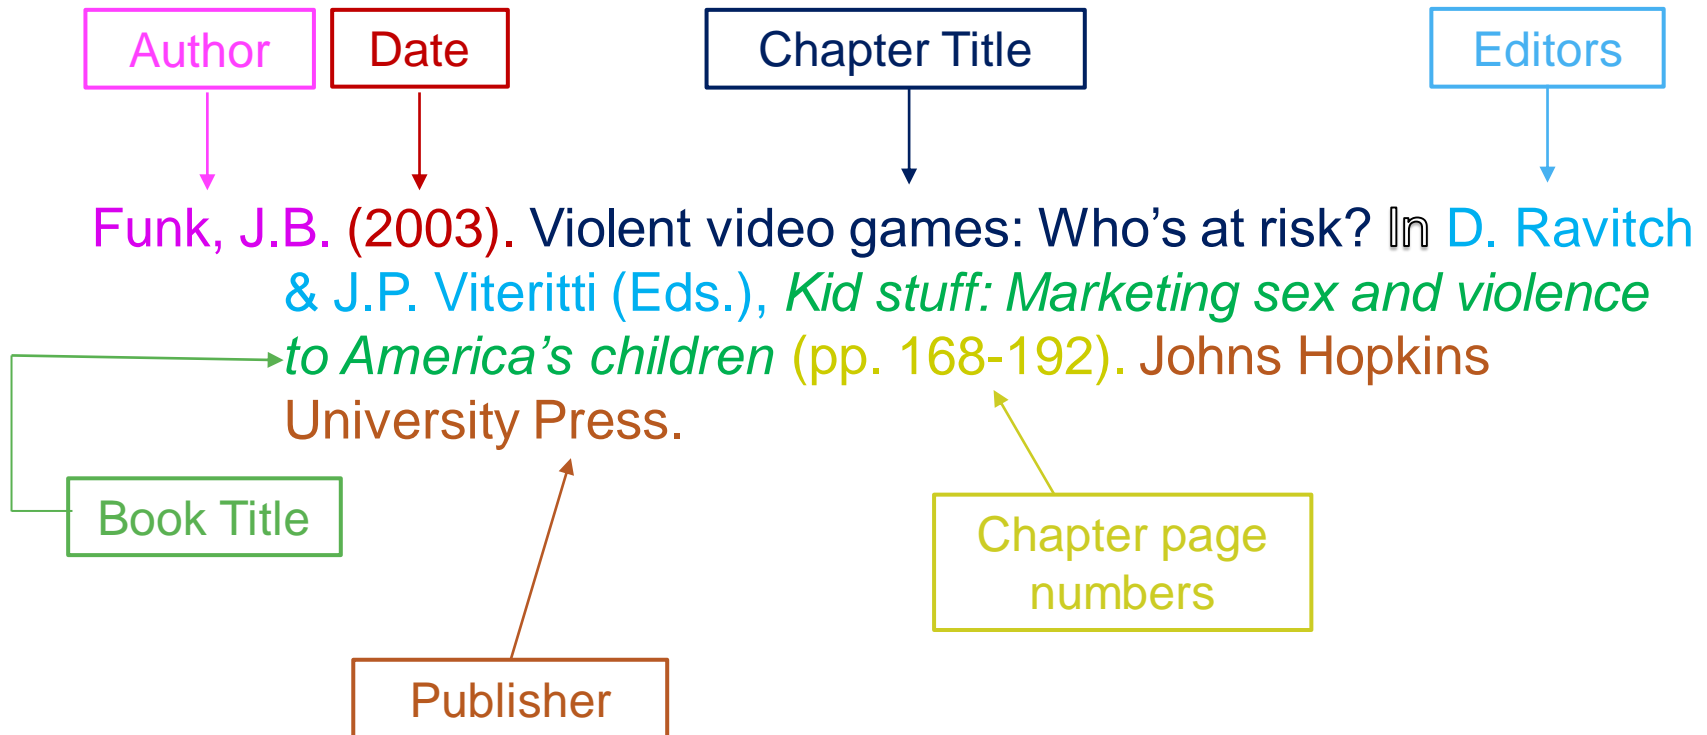 Author Date Chapter Title Editors
Funk, J.B. (2003). Violent video games: Who’s at risk? In D. Ravitch
& J.P. Viteritti (Eds.), Kid stuff: Marketing sex and violence
to America’s children (pp. 168-192). Johns Hopkins
University Press.
Book Title
Chapter page
numbers
Publisher